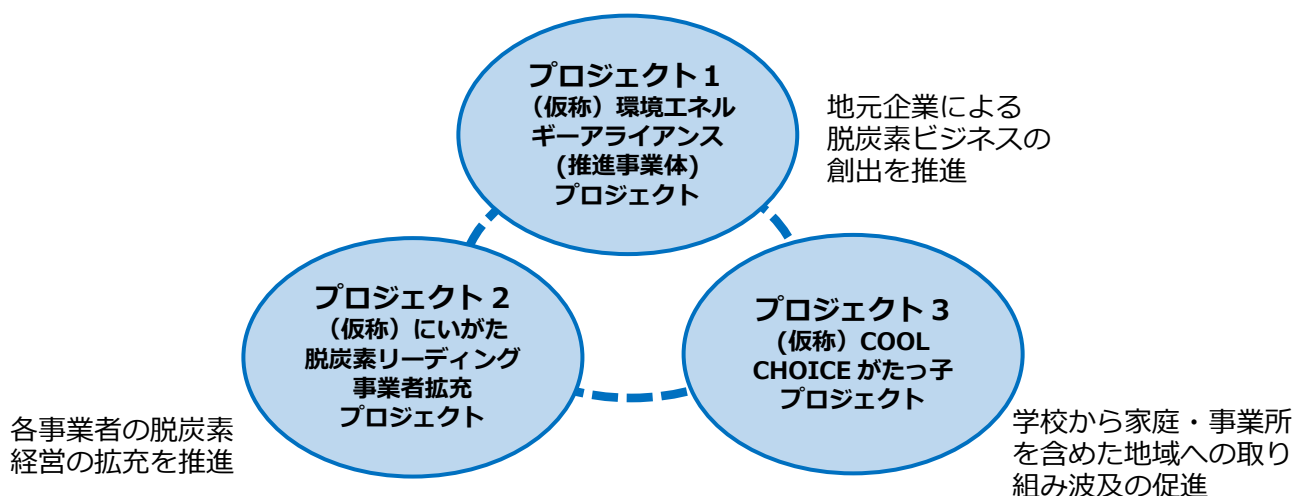 プロジェクト１
（仮称）環境エネル
ギーアライアンス
(推進事業体)
プロジェクト
地元企業による
脱炭素ビジネスの
創出を推進
プロジェクト２
（仮称）にいがた
脱炭素リーディング
事業者拡充
プロジェクト
各事業者の脱炭素
経営の拡充を推進
プロジェクト３
(仮称）COOL
CHOICE がたっ子
プロジェクト
学校から家庭・事業所
を含めた地域への取り
組み波及の促進